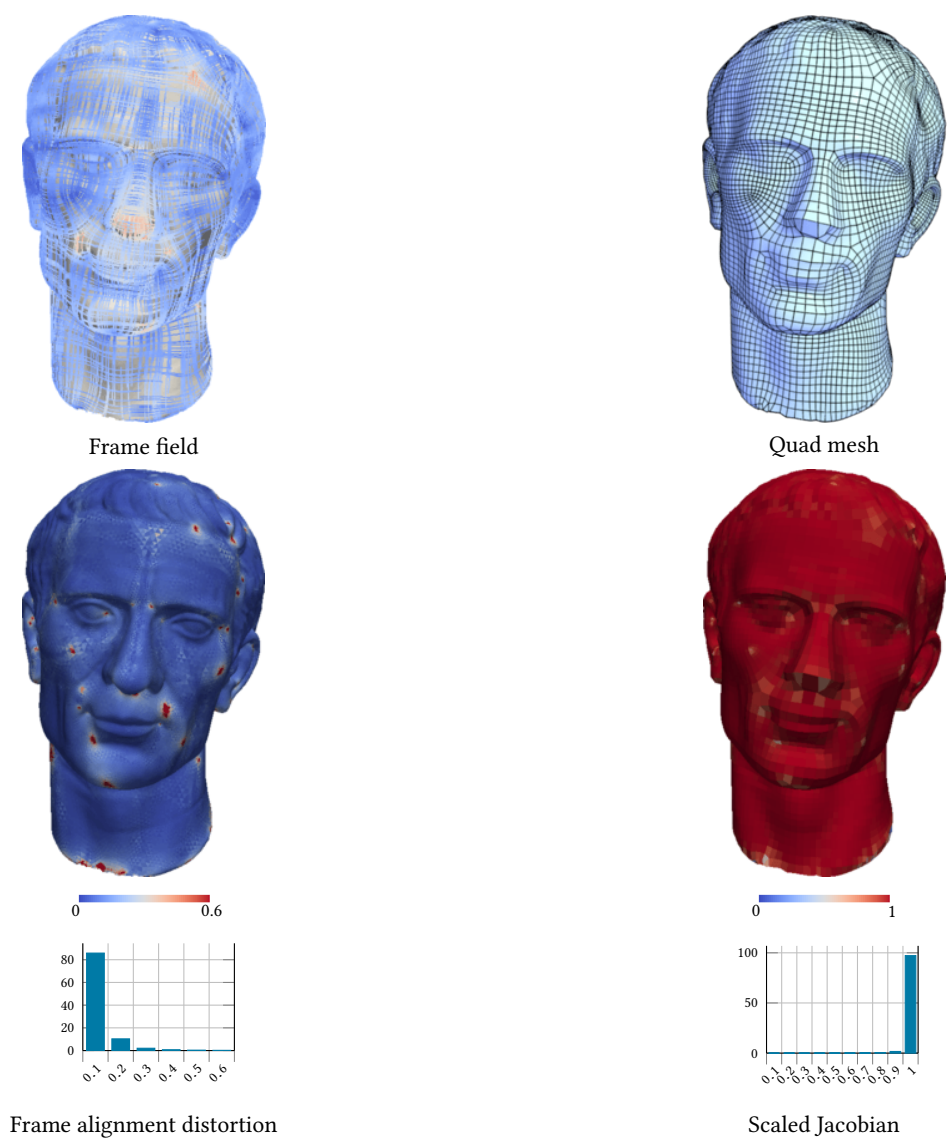 Frame field
Quad mesh
0 0.6
0 1
80
60
40
20
0
0.1 0.2 0.3 0.4 0.5 0.6
100
50
0
0.1 0.2 0.3 0.4 0.5 0.6 0.7 0.8 0.9 1
Frame alignment distortion
Scaled Jacobian